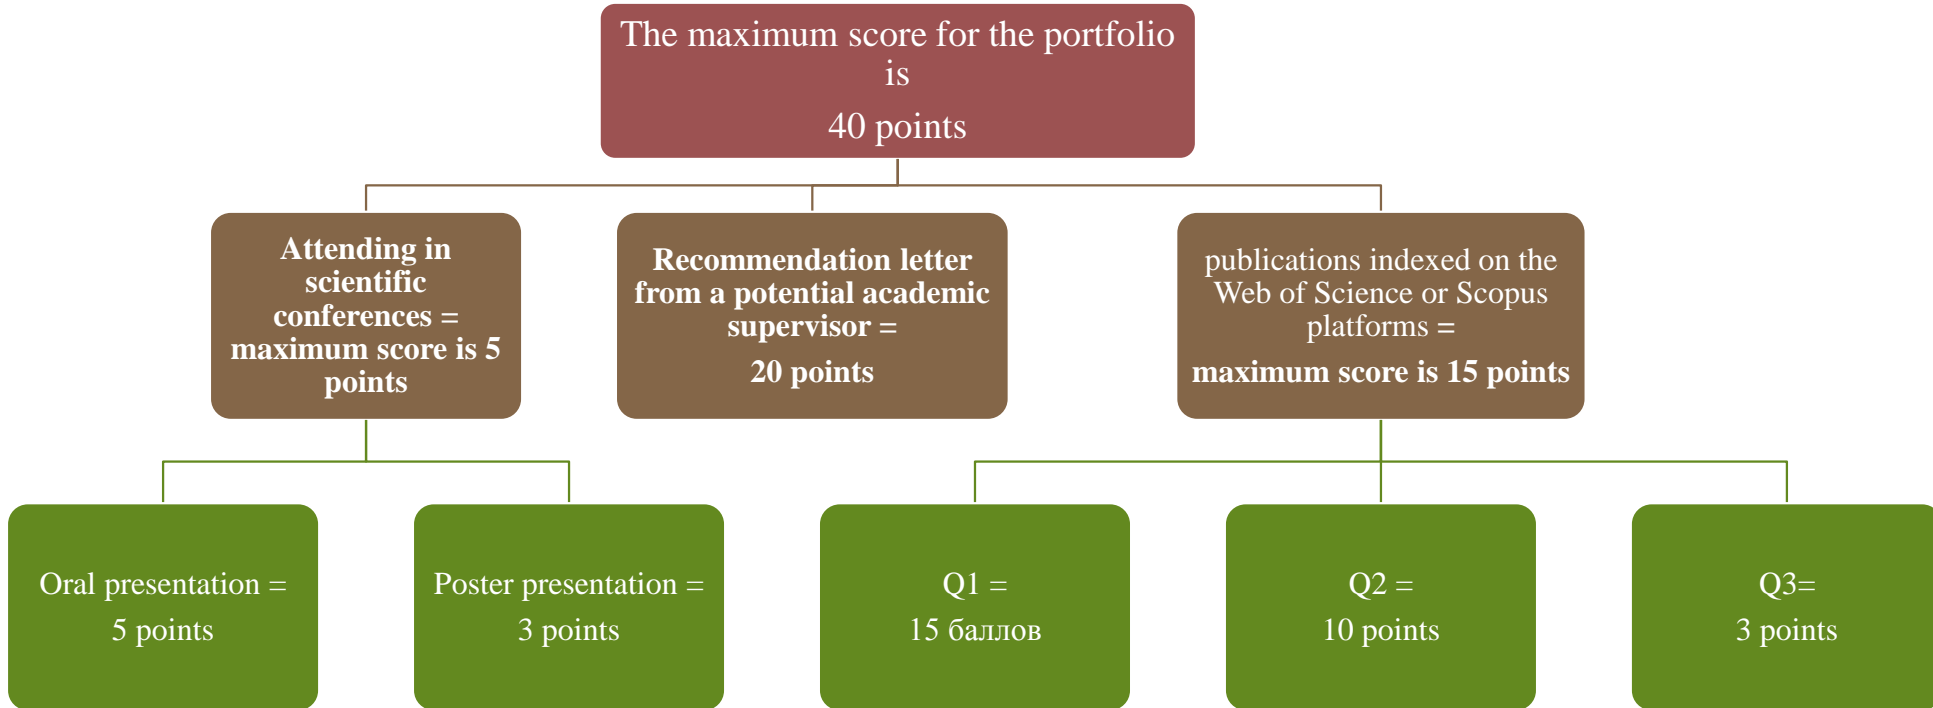 The maximum score for the portfolio
is
40 points
Attending in
scientific
conferences =
maximum score is 5
points
Recommendation letter
from a potential academic
supervisor =
20 points
publications indexed on the
Web of Science or Scopus
platforms =
maximum score is 15 points
Oral presentation =
5 points
Poster presentation =
3 points
Q1 =
15 баллов
Q2 =
10 points
Q3=
3 points